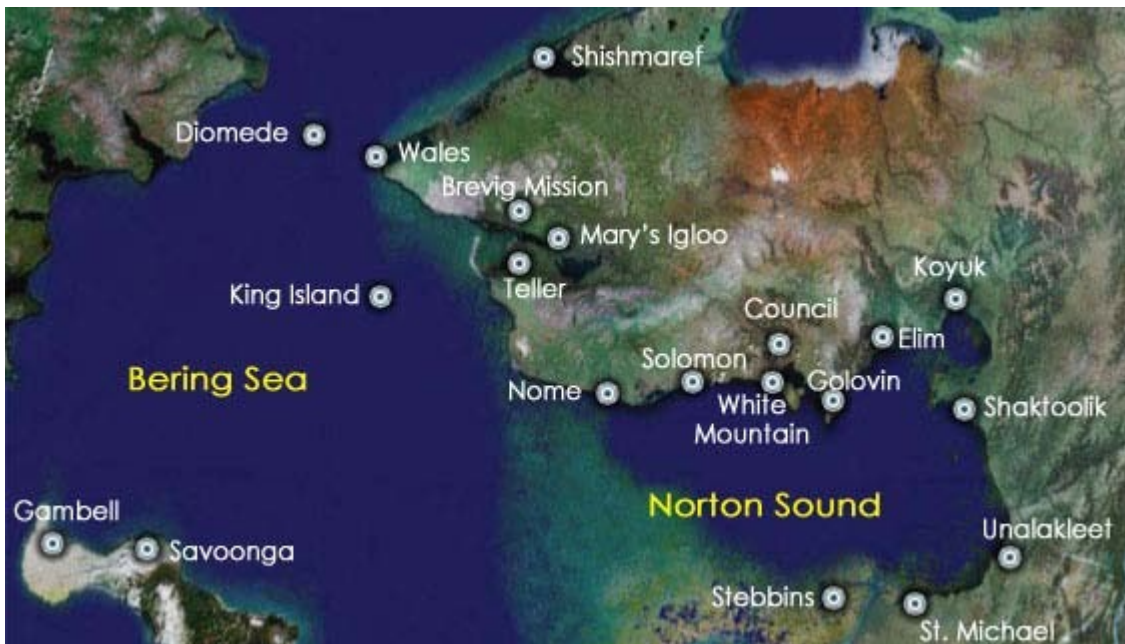 Shishmaref
Diomede
Wales
Brevig Mission
Mary's Igloo
Teller
Koyuk
King Island
Council
Elim
Solomon
Bering Sea
Nome
White
Mountain
Golovin
Shaktoolik
Norton Sound
Gambell
Savoonga
Unalakleet
Stebbins
St. Michael